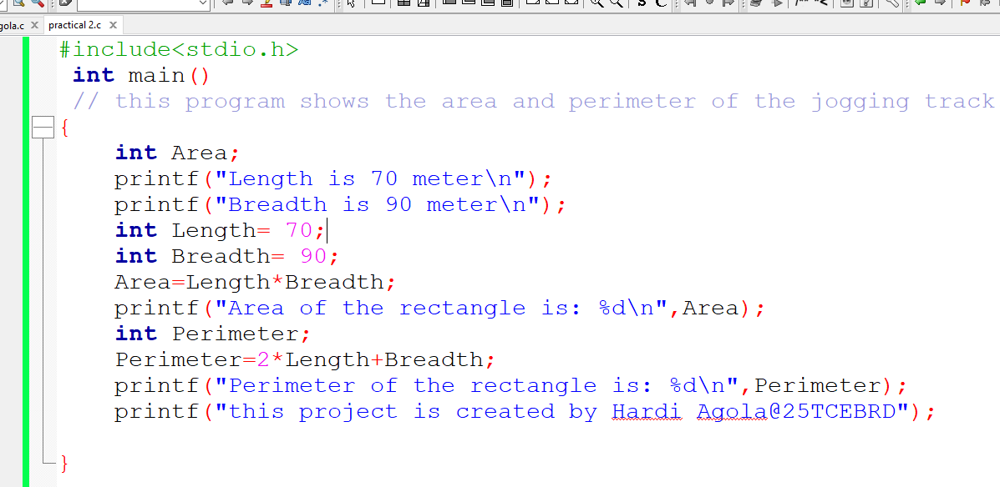 gola.c
practical 2.c
#include<stdio.h>
int main()
// this program shows the area and perimeter of the jogging track
{
int Area;
printf("Length is 70 meter\n");
printf("Breadth is 90 meter\n");
int Length= 70;
int Breadth= 90;
Area=Length*Breadth;
printf("Area of the rectangle is: %d\n",Area);
int Perimeter;
Perimeter=2*Length+Breadth;
printf("Perimeter of the rectangle is: %d\n",Perimeter);
printf("this project is created by Hardi Agola@25TCEBRD");
}